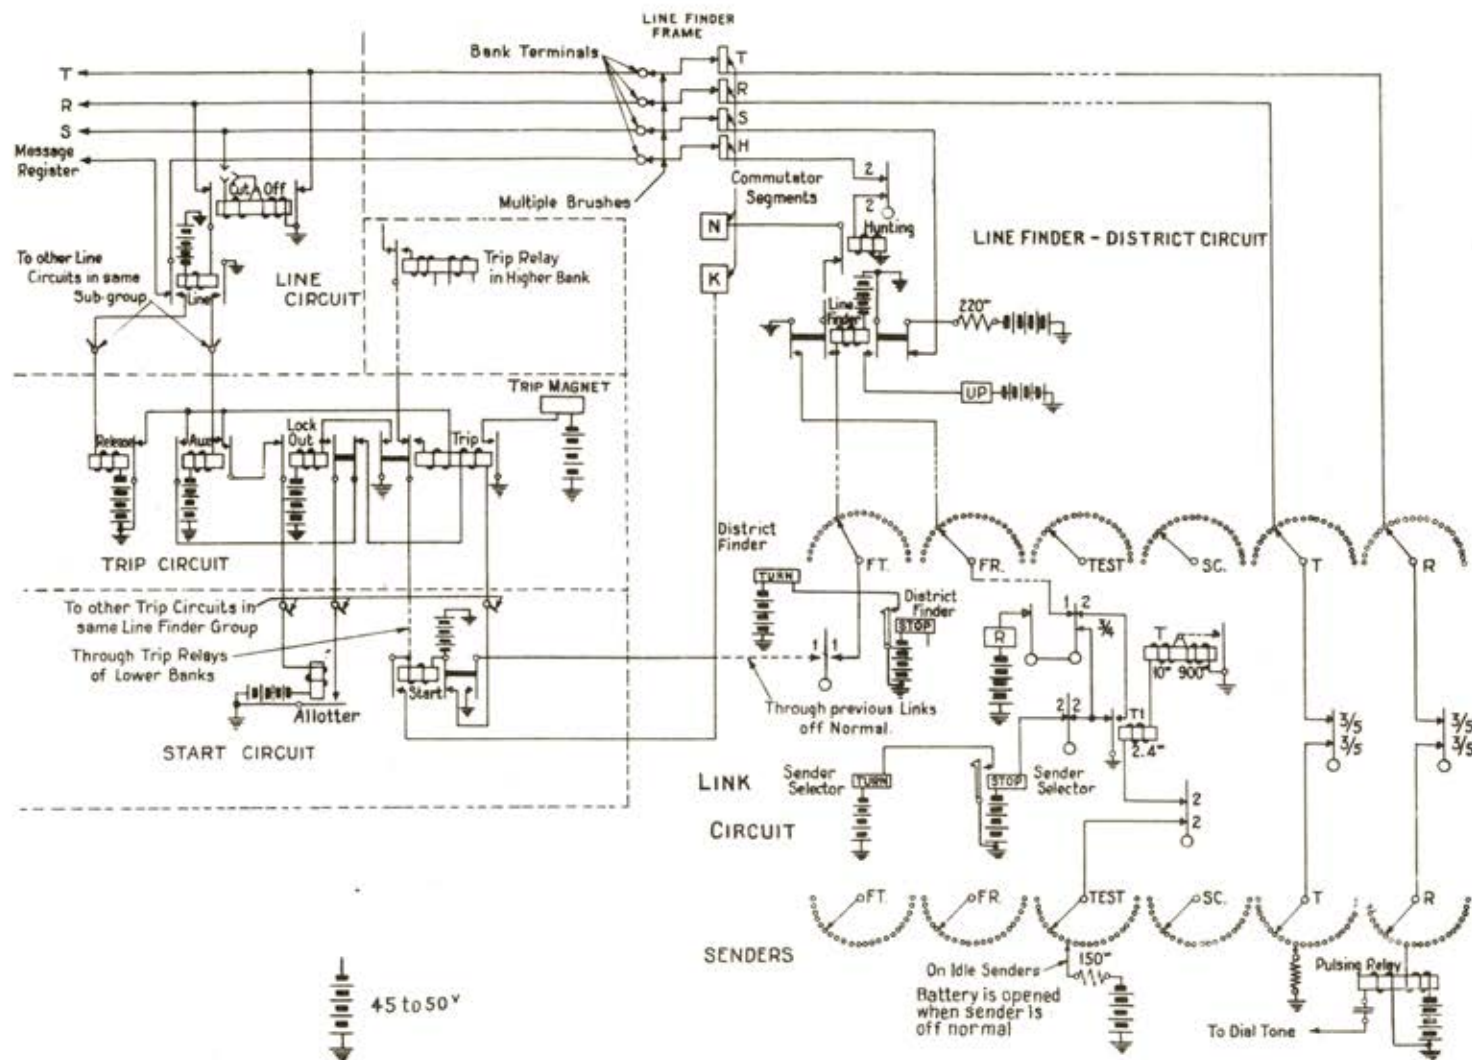 LINE FINDER
FRAME
Bank Terminals
T
T
R
R
S
S
H
Message
Register
Cut Off
Multiple Brushes
2
Commutator
Segments
2
Hunting
N
K
LINE FINDER - DISTRICT CIRCUIT
To other Line
Circuits in same
Sub-group
Line
LINE
CIRCUIT
Trip Relay
in Higher Bank
Line
Finder
220ω
UP
TRIP MAGNET
Release
Aux
Lock
Out
Trip
TRIP CIRCUIT
District
Finder
FT.
FR.
TEST
SC.
T
R
TURN
District
Finder
STOP
To other Trip Circuits in
same Line Finder Group
1
2
3/4
R
T
A
10ω
900ω
Through Trip Relays
of Lower Banks
1
1
Start
Allotter
START CIRCUIT
Through previous Links
off Normal.
2
2
T1
2.4ω
3/5
3/5
3/5
3/5
LINK
CIRCUIT
Sender
Selector
TURN
STOP
Sender
Selector
2
2
FT.
FR.
TEST
SC.
T
R
SENDERS
On Idle Senders
150ω
Battery is opened
when sender is
off normal
Pulsing Relay
To Dial Tone
45 to 50 V